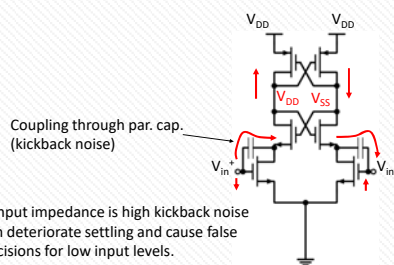 VDD VDD
VDD VSS
Coupling through par. cap.
(kickback noise)
Vin+ Vin
nput impedance is high kickback noise
n deteriorate settling and cause false
cisions for low input levels.